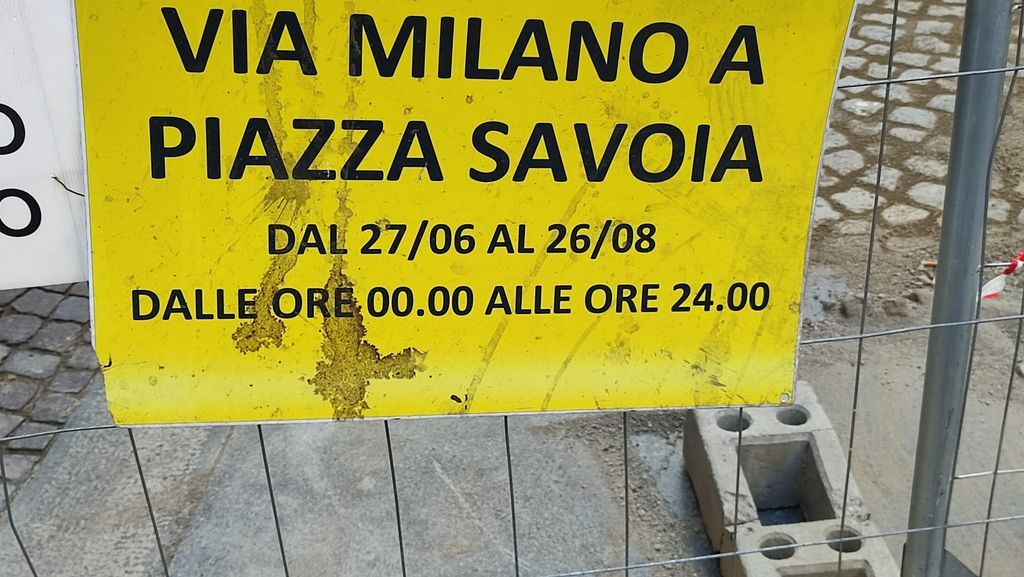 VIA MILANO A
PIAZZA SAVOIA
DAL 27/06 AL 26/08
DALLE ORE 00.00 ALLE ORE 24.00